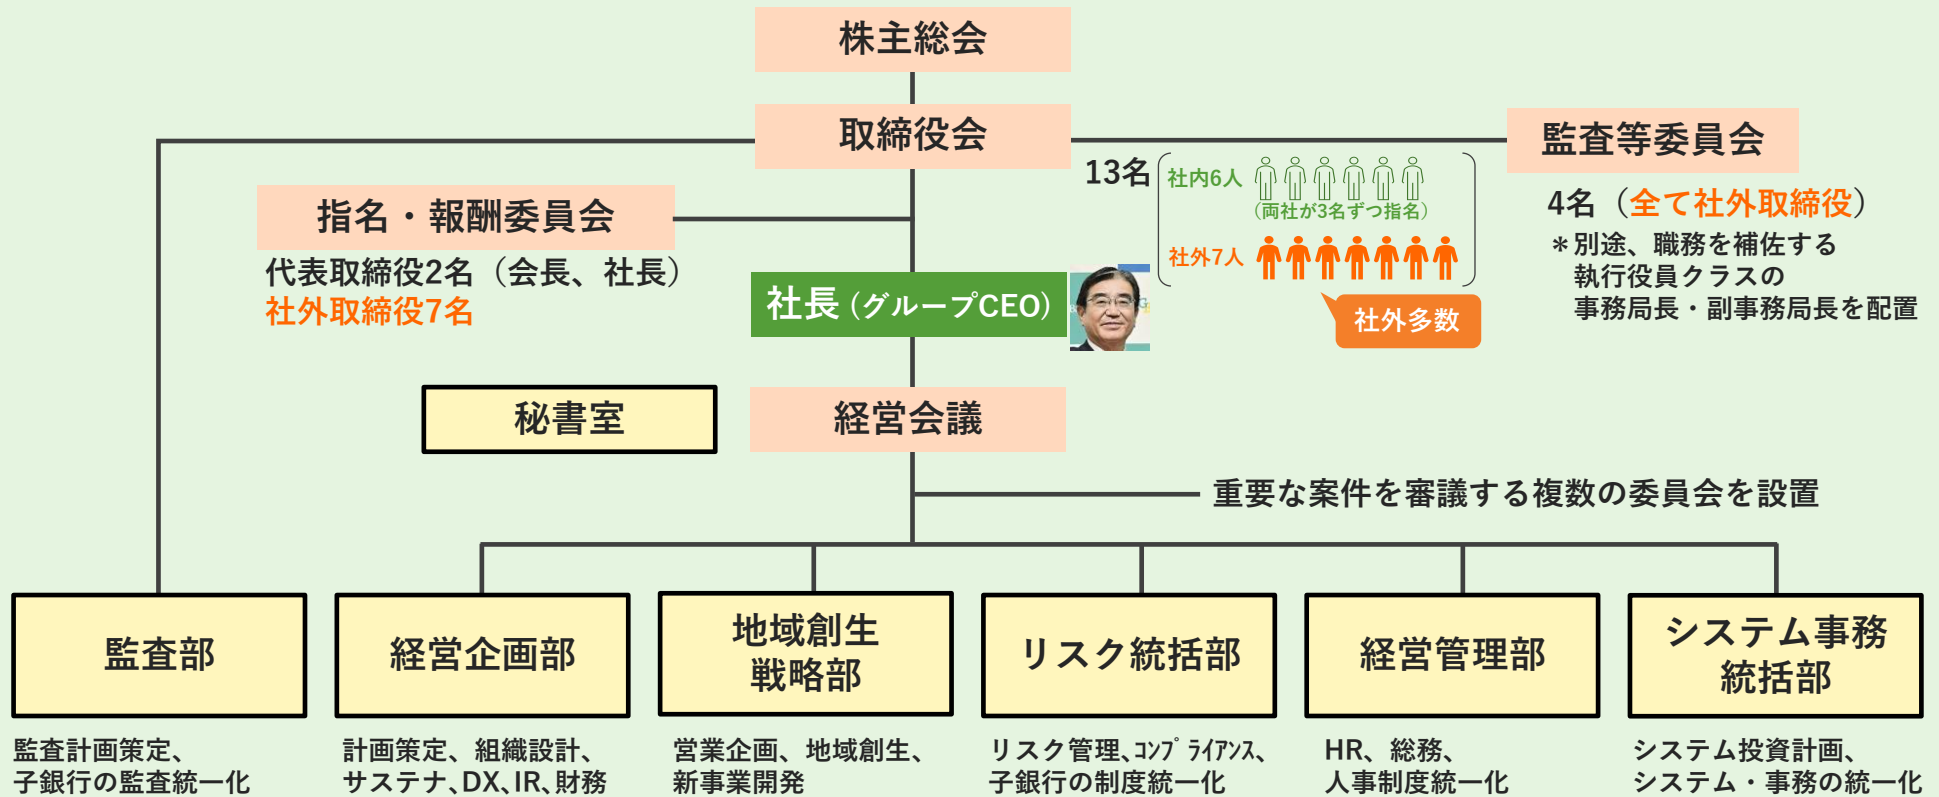 株主総会
取締役会
監査等委員会
13名
社内6人
(両社が3名ずつ指名)
社外7人
社外多数
4名（全て社外取締役）
＊別途、職務を補佐する
執行役員クラスの
事務局長・副事務局長を配置
指名・報酬委員会
代表取締役2名（会長、社長）
社外取締役7名
社長 (グループCEO)
秘書室
経営会議
重要な案件を審議する複数の委員会を設置
監査部
監査計画策定、
子銀行の監査統一化
経営企画部
計画策定、組織設計、
サステナ､DX､IR､財務
地域創生
戦略部
営業企画、地域創生、
新事業開発
リスク統括部
リスク管理､ｺﾝﾌﾟﾗｲｱﾝｽ､
子銀行の制度統一化
経営管理部
HR、総務、
人事制度統一化
システム事務
統括部
システム投資計画、
システム・事務の統一化